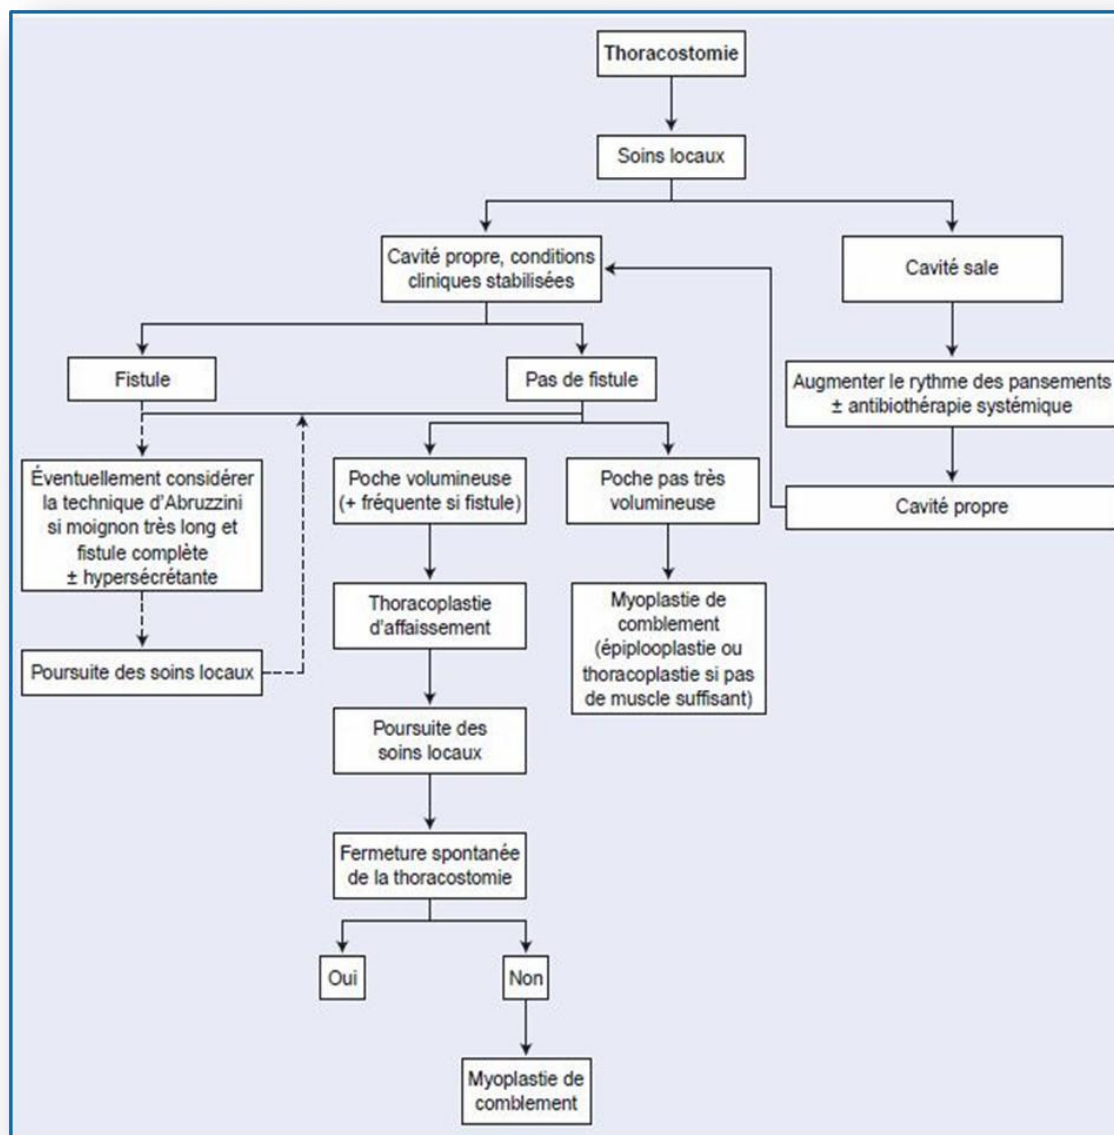 Thoracostomie
Soins locaux
Cavité propre, conditions
cliniques stabilisées
Cavité sale
Fistule
Pas de fistule
Augmenter le rythme des pansements
± antibiothérapie systémique
Éventuellement considérer
la technique d'Abruzzini
si moignon très long et
fistule complète
± hypersécrétante
Poche volumineuse
(+ fréquente si fistule)
Poche pas très
volumineuse
Cavité propre
Thoracoplastie
d'affaissement
Myoplastie de
comblement
(épiplooplastie ou
thoracoplastie si pas
de muscle suffisant)
Poursuite des soins locaux
Poursuite des
soins locaux
Fermeture spontanée
de la thoracostomie
Oui
Non
Myoplastie de
comblement